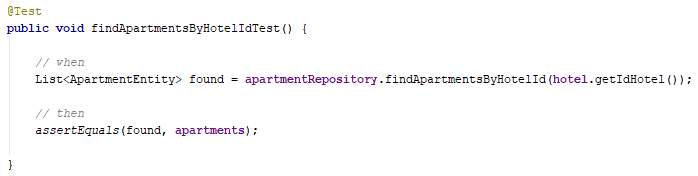 @Test
public void findApartmentsByHotelIdTest() {
// when
List<ApartmentEntity> found = apartmentRepository.findApartmentsByHotelId(hotel.getIdHotel());
// then
assertEquals(found, apartments);
}